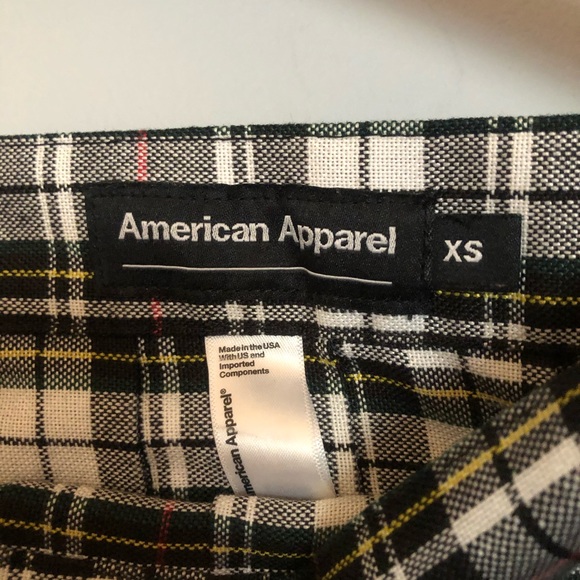 American Apparel
XS
Made in the USA
With US and
Imported
Components
American Apparel®